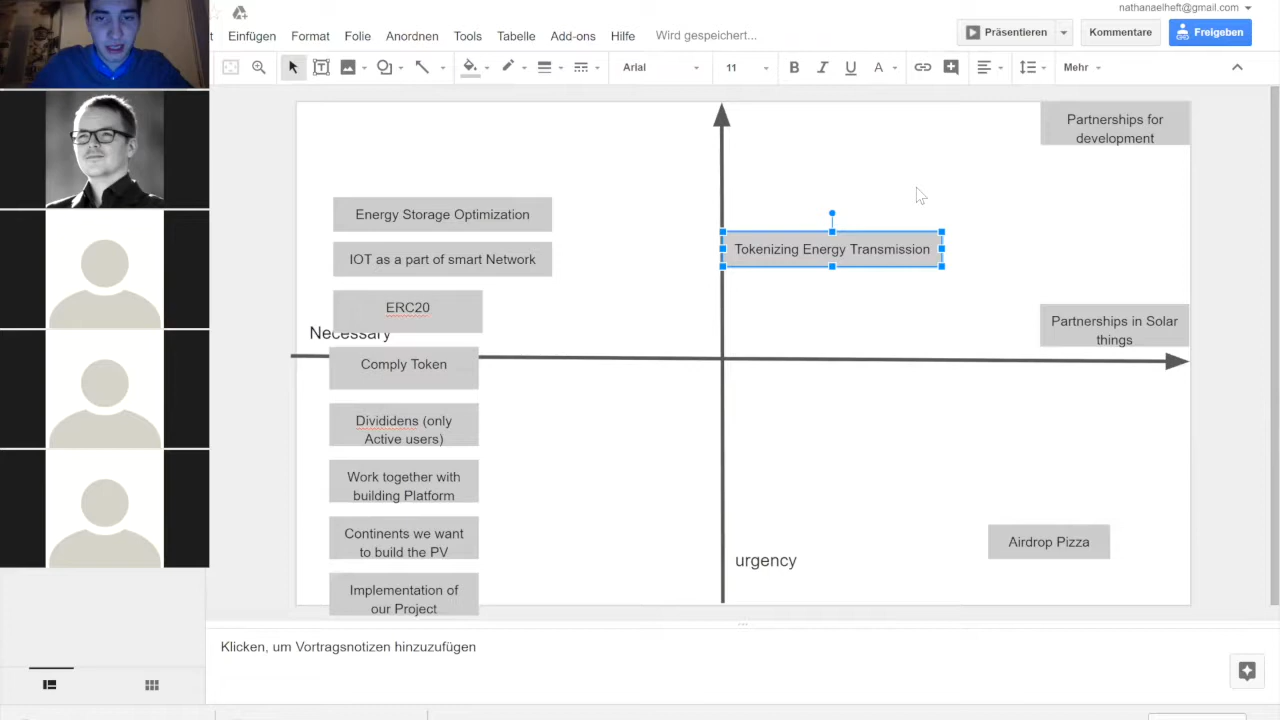 nathanaelheft@gmail.com
t Einfügen Format Folie Anordnen Tools Tabelle Add-ons Hilfe Wird gespeichert...
Präsentieren Kommentare Freigeben
Arial 11 B I U A Mehr
Partnerships for
development
Energy Storage Optimization
Tokenizing Energy Transmission
IOT as a part of smart Network
ERC20
Necessary
Partnerships in Solar
things
Comply Token
Divididens (only
Active users)
Work together with
building Platform
Continents we want
to build the PV
Airdrop Pizza
urgency
Implementation of
our Project
Klicken, um Vortragsnotizen hinzuzufügen